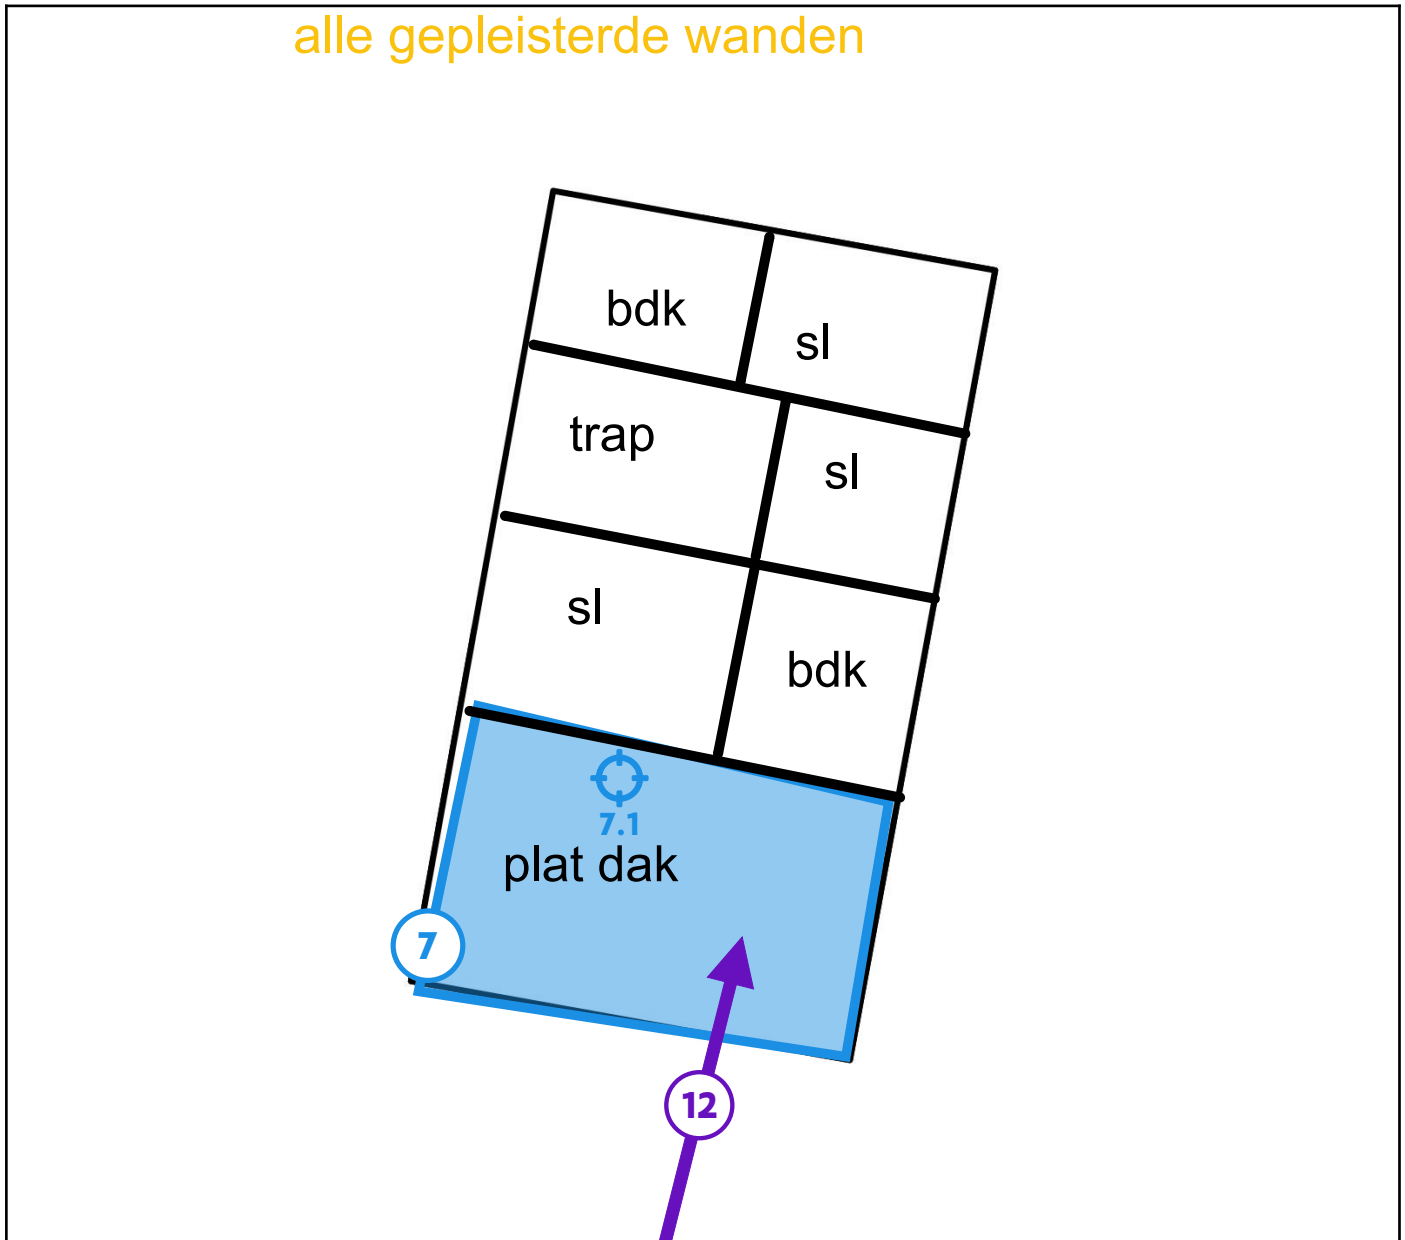 alle gepleisterde wanden
bdk
sl
trap
sl
sl
bdk
7.1
plat dak
7
12